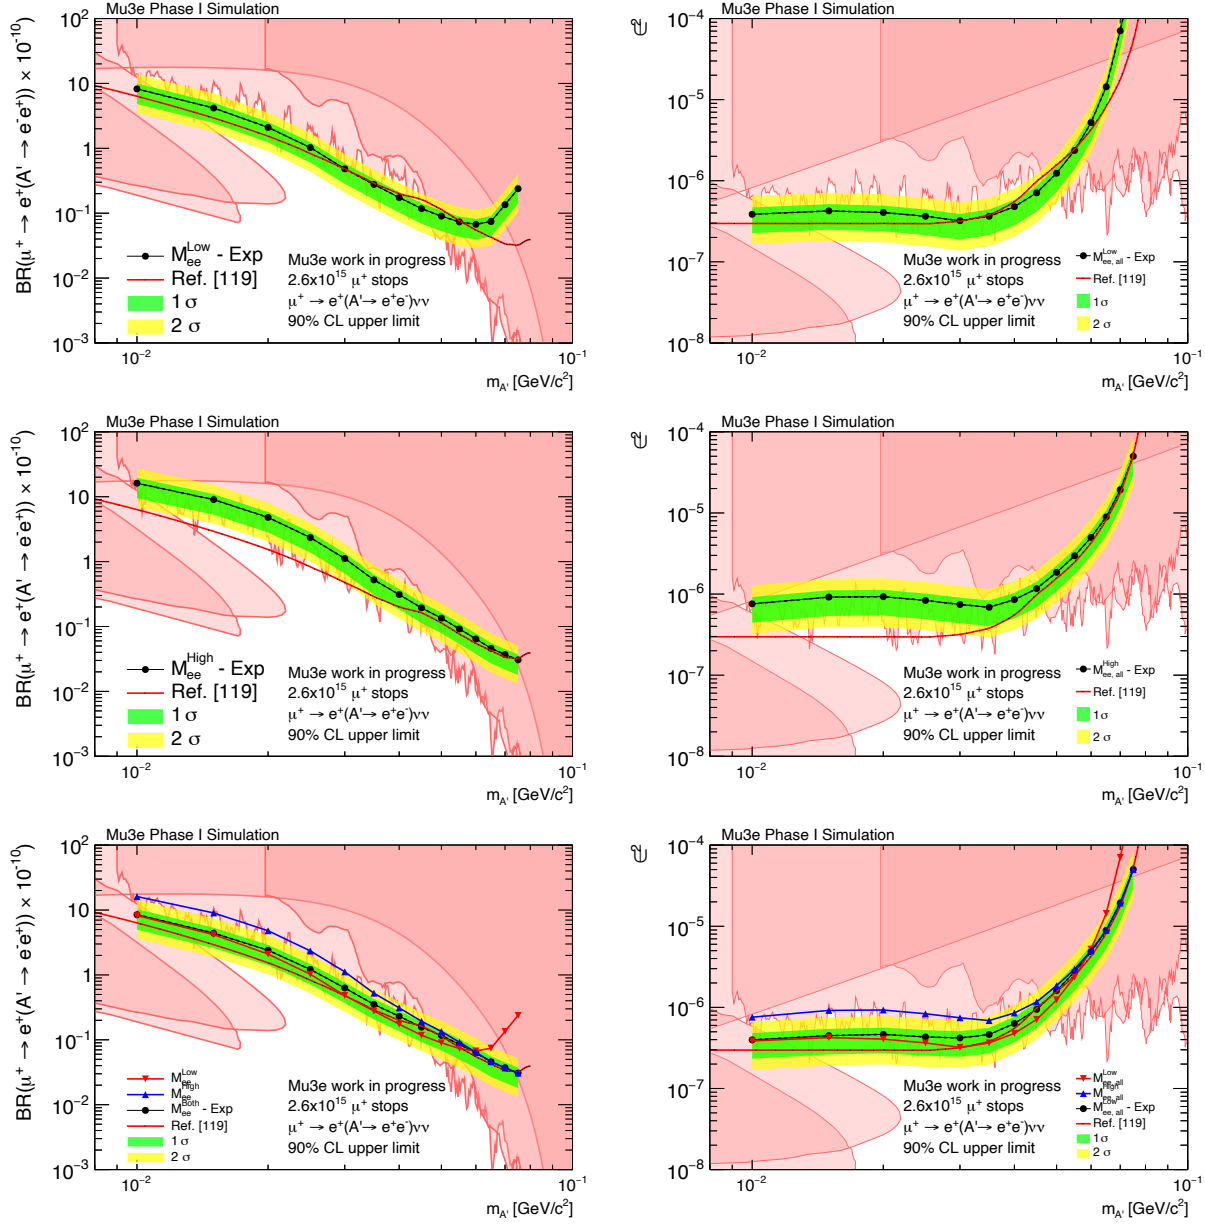 Mu3e Phase I Simulation
BR(μ⁺ → e⁺(A' → e⁻e⁺)) × 10⁻¹⁰
10²
10
1
10⁻¹
10⁻²
10⁻³
M_ee^Low - Exp
Ref. [119]
1 σ
2 σ
Mu3e work in progress
2.6x10¹⁵ μ⁺ stops
μ⁺ → e⁺(A'→ e⁺e⁻)νν
90% CL upper limit
10⁻² 10⁻¹
m_A' [GeV/c²]
Mu3e Phase I Simulation
10⁻⁴
10⁻⁵
10⁻⁶
10⁻⁷
10⁻⁸
Mu3e work in progress
2.6x10¹⁵ μ⁺ stops
μ⁺ → e⁺(A'→ e⁺e⁻)νν
90% CL upper limit
M_ee, all^Low - Exp
Ref. [119]
1σ
2 σ
10⁻² 10⁻¹
m_A' [GeV/c²]
Mu3e Phase I Simulation
BR(μ⁺ → e⁺(A' → e⁻e⁺)) × 10⁻¹⁰
10²
10
1
10⁻¹
10⁻²
10⁻³
M_ee^High - Exp
Ref. [119]
1 σ
2 σ
Mu3e work in progress
2.6x10¹⁵ μ⁺ stops
μ⁺ → e⁺(A'→ e⁺e⁻)νν
90% CL upper limit
10⁻² 10⁻¹
m_A' [GeV/c²]
Mu3e Phase I Simulation
10⁻⁴
10⁻⁵
10⁻⁶
10⁻⁷
10⁻⁸
Mu3e work in progress
2.6x10¹⁵ μ⁺ stops
μ⁺ → e⁺(A'→ e⁺e⁻)νν
90% CL upper limit
M_ee, all^High - Exp
Ref. [119]
1σ
2 σ
10⁻² 10⁻¹
m_A' [GeV/c²]
Mu3e Phase I Simulation
BR(μ⁺ → e⁺(A' → e⁻e⁺)) × 10⁻¹⁰
10²
10
1
10⁻¹
10⁻²
10⁻³
M_ee^Low
M_ee^High
M_ee^Both - Exp
Ref. [119]
1 σ
2 σ
Mu3e work in progress
2.6x10¹⁵ μ⁺ stops
μ⁺ → e⁺(A'→ e⁺e⁻)νν
90% CL upper limit
10⁻² 10⁻¹
m_A' [GeV/c²]
Mu3e Phase I Simulation
10⁻⁴
10⁻⁵
10⁻⁶
10⁻⁷
10⁻⁸
Mu3e work in progress
2.6x10¹⁵ μ⁺ stops
μ⁺ → e⁺(A'→ e⁺e⁻)νν
90% CL upper limit
M_ee,all^Low
M_ee,all^High
M_ee,all^Low - Exp
Ref. [119]
1σ
2 σ
10⁻² 10⁻¹
m_A' [GeV/c²]